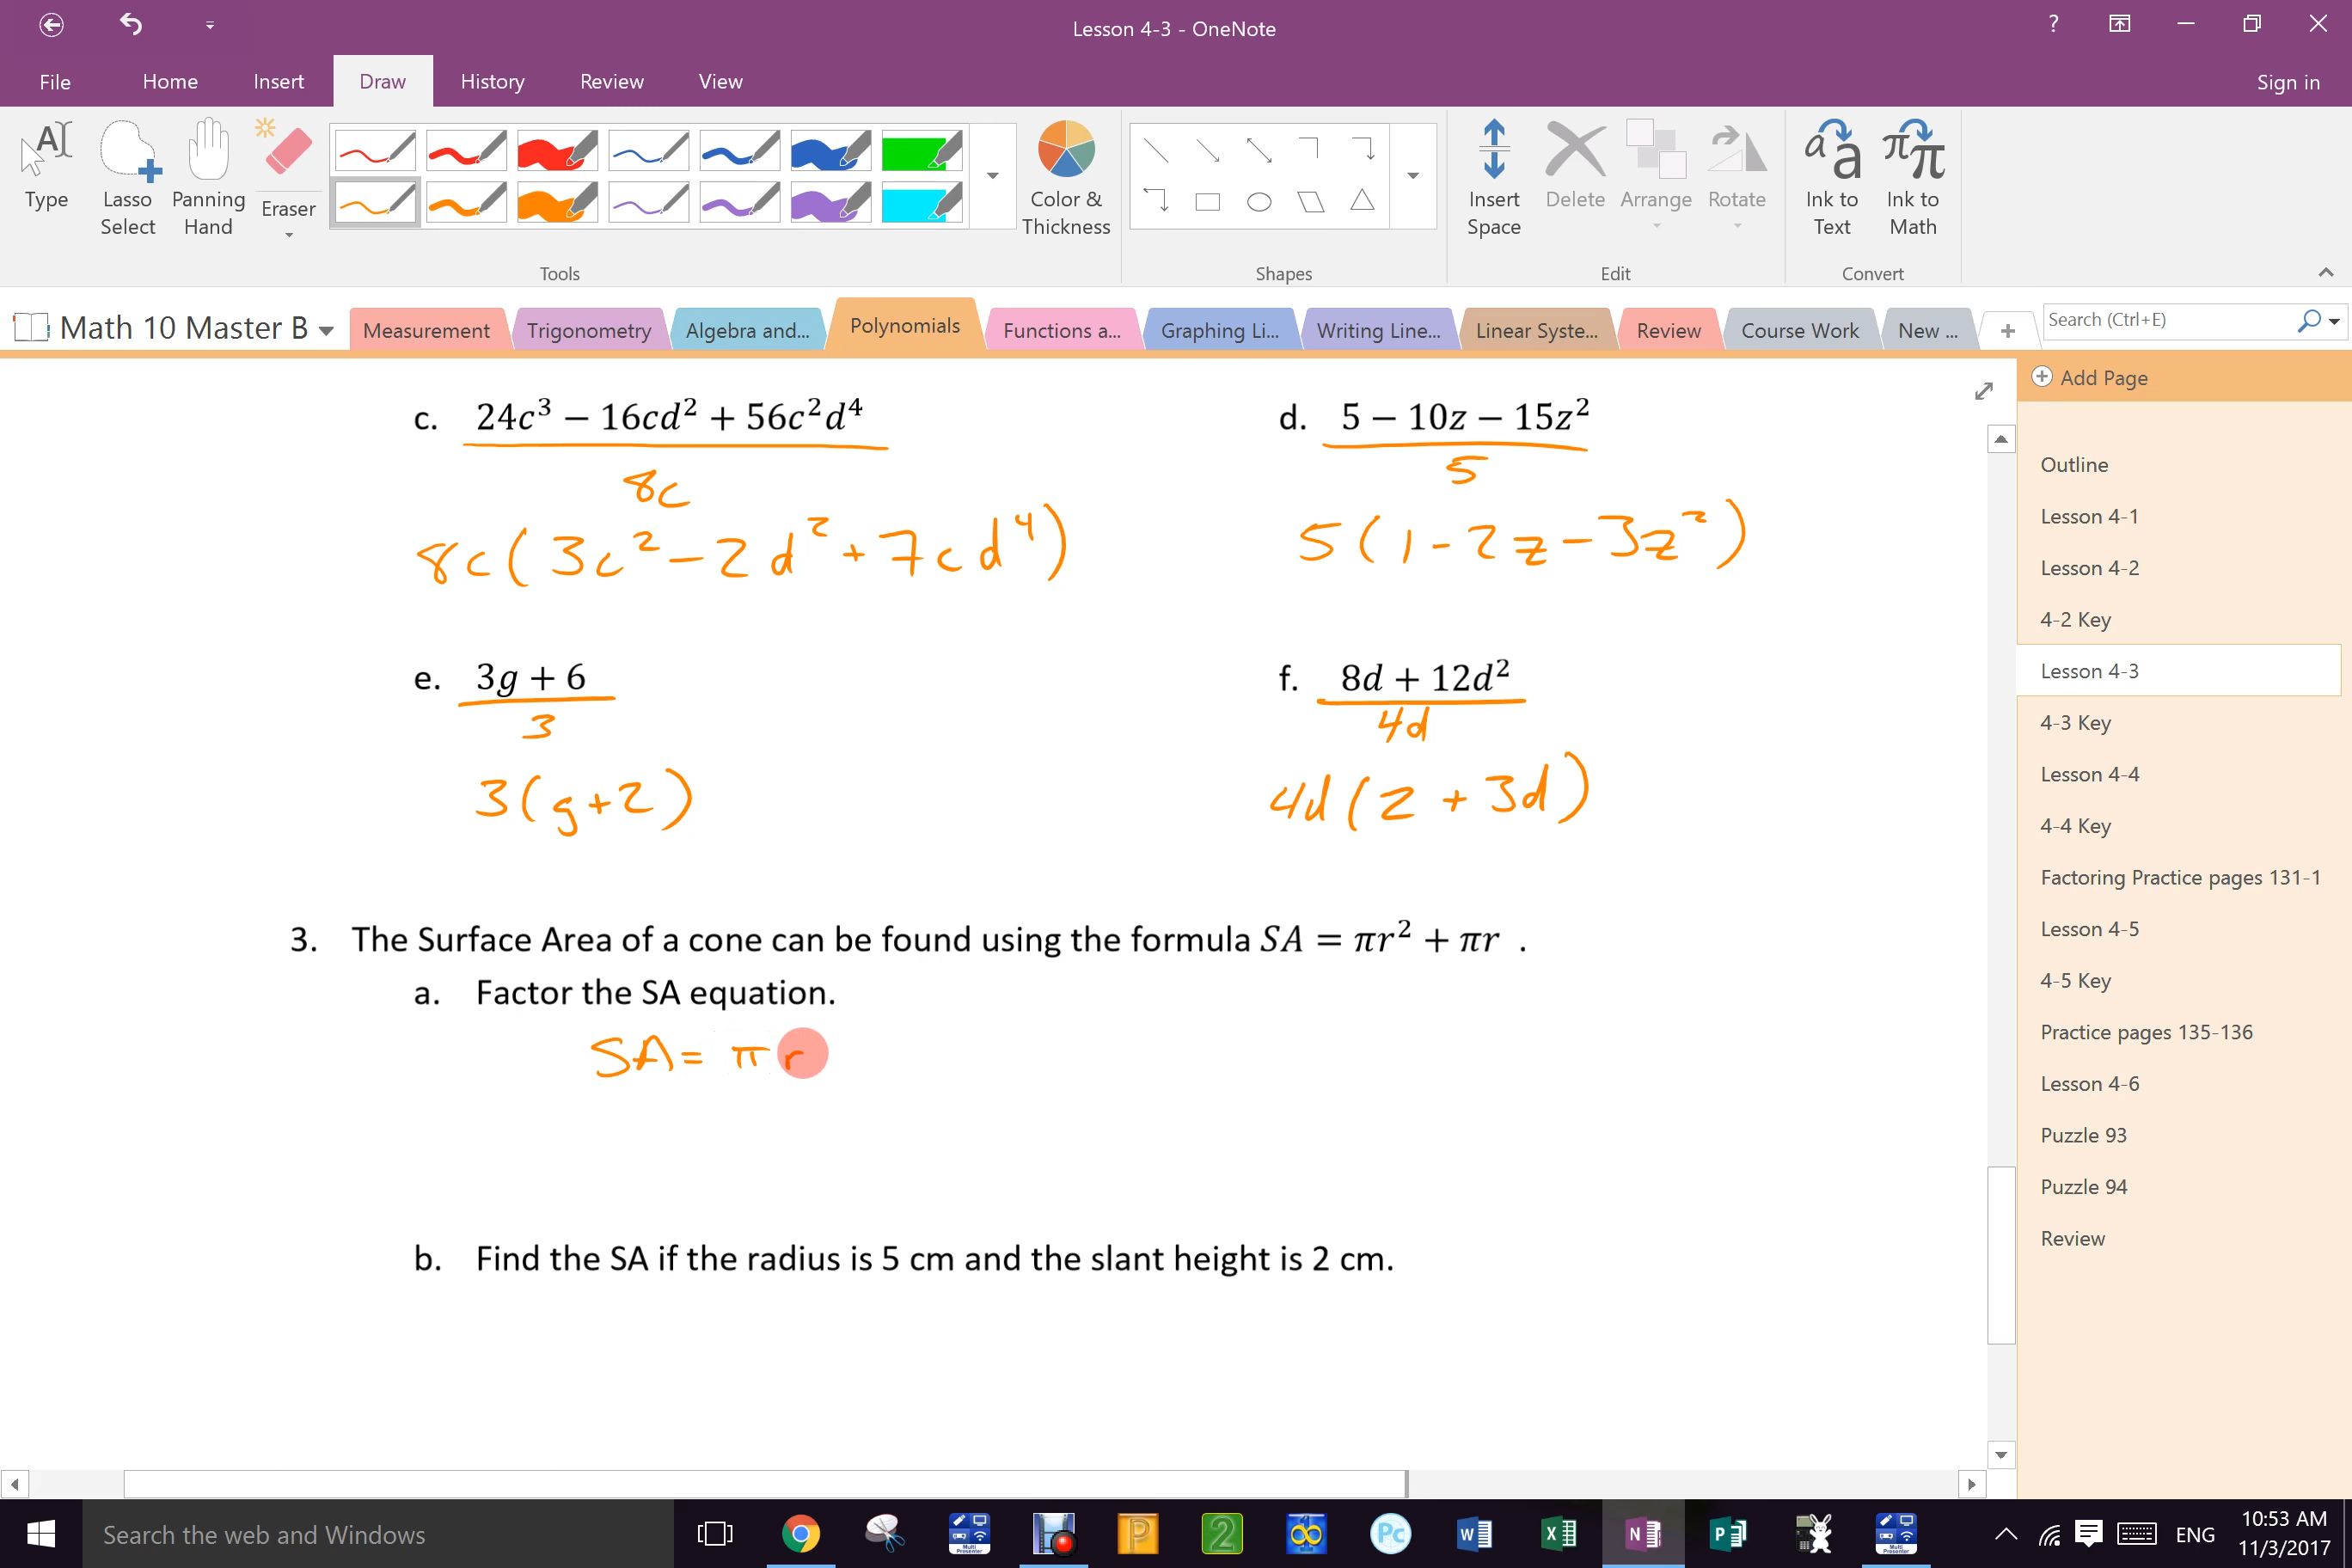 Lesson 4-3 - OneNote
?
File Home Insert Draw History Review View Sign in
Type
Lasso Select
Panning Hand
Eraser
Color & Thickness
Insert Space
Delete
Arrange
Rotate
Ink to Text
Ink to Math
Tools Shapes Edit Convert
Math 10 Master B
Measurement Trigonometry Algebra and... Polynomials Functions a... Graphing Li... Writing Line... Linear Syste... Review Course Work New ... +
Search (Ctrl+E)
c. 24c³ − 16cd² + 56c²d⁴
8c
8c(3c² − 2d² + 7cd⁴)
d. 5 − 10z − 15z²
5
5(1 - 2z - 3z²)
e. 3g + 6
3
3(g+2)
f. 8d + 12d²
4d
4d(2 + 3d)
3. The Surface Area of a cone can be found using the formula SA = πr² + πr .
a. Factor the SA equation.
SA= πr
b. Find the SA if the radius is 5 cm and the slant height is 2 cm.
Add Page
Outline
Lesson 4-1
Lesson 4-2
4-2 Key
Lesson 4-3
4-3 Key
Lesson 4-4
4-4 Key
Factoring Practice pages 131-1
Lesson 4-5
4-5 Key
Practice pages 135-136
Lesson 4-6
Puzzle 93
Puzzle 94
Review
Search the web and Windows
ENG
10:53 AM
11/3/2017